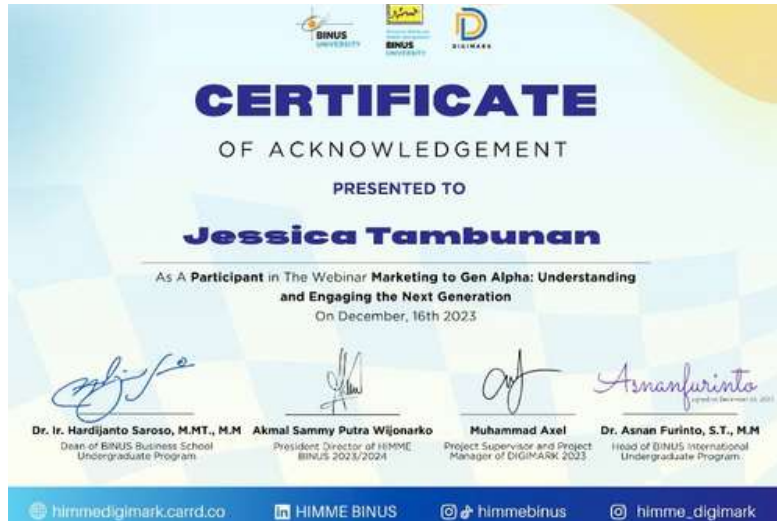 BINUS UNIVERSITY
BINUS UNIVERSITY
DIGIMARK
CERTIFICATE
OF ACKNOWLEDGEMENT
PRESENTED TO
Jessica Tambunan
As A Participant in The Webinar Marketing to Gen Alpha: Understanding
and Engaging the Next Generation
On December, 16th 2023
Asnanfurinto
Dr. Ir. Hardijanto Saroso, M.MT., M.M
Dean of BINUS Business School
Undergraduate Program
Akmal Sammy Putra Wijonarko
President Director of HIMME
BINUS 2023/2024
Muhammad Axel
Project Supervisor and Project
Manager of DIGIMARK 2023
Dr. Asnan Furinto, S.T., M.M
Head of BINUS International
Undergraduate Program
himmedigimark.carrd.co
in HIMME BINUS
himmebinus
himme_digimark